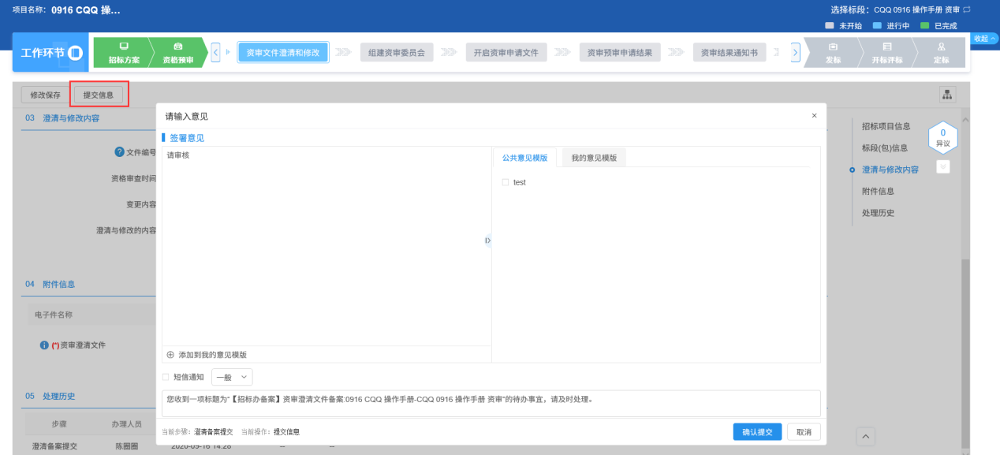 项目名称: 0916 CQQ 操...
选择标段: CQQ 0916 操作手册 资审
未开始 进行中 已完成
收起
工作环节
招标方案
资格预审
资审文件澄清和修改
组建资审委员会
开启资审申请文件
资审预审申请结果
资审结果通知书
发标
开标评标
定标
修改保存
提交信息
03 澄清与修改内容
文件编号
资格审查时间
变更内容
澄清与修改的内容
04 附件信息
电子件名称
(*)资审澄清文件
05 处理历史
步骤 办理人员
澄清备案提交 陈圈圈 2020-09-16 14:28
请输入意见 ×
签署意见
请审核
公共意见模版 我的意见模版
test
添加到我的意见模版
短信通知 一般
您收到一项标题为“【招标办备案】资审澄清文件备案:0916 CQQ 操作手册-CQQ 0916 操作手册 资审”的待办事宜，请及时处理。
当前步骤: 澄清备案提交 当前操作: 提交信息
确认提交 取消
招标项目信息
标段(包)信息
澄清与修改内容
附件信息
处理历史
0
异议